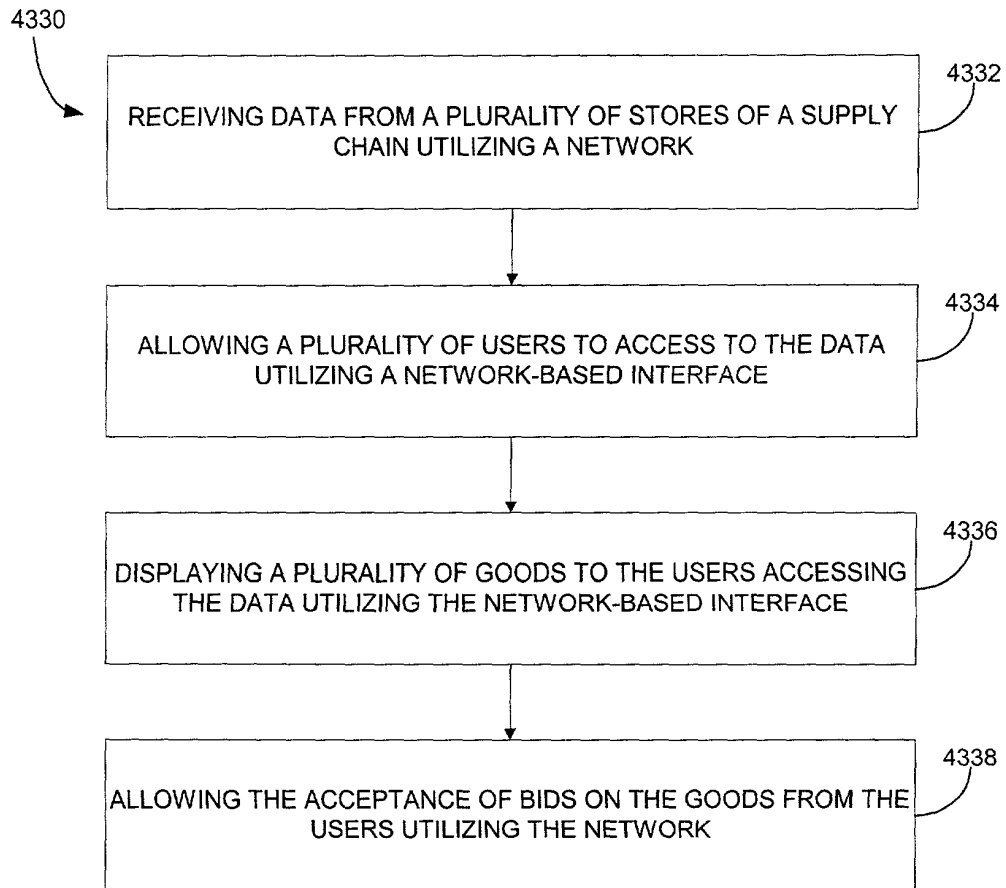 4330
4332
RECEIVING DATA FROM A PLURALITY OF STORES OF A SUPPLY
CHAIN UTILIZING A NETWORK
4334
ALLOWING A PLURALITY OF USERS TO ACCESS TO THE DATA
UTILIZING A NETWORK-BASED INTERFACE
4336
DISPLAYING A PLURALITY OF GOODS TO THE USERS ACCESSING
THE DATA UTILIZING THE NETWORK-BASED INTERFACE
4338
ALLOWING THE ACCEPTANCE OF BIDS ON THE GOODS FROM THE
USERS UTILIZING THE NETWORK